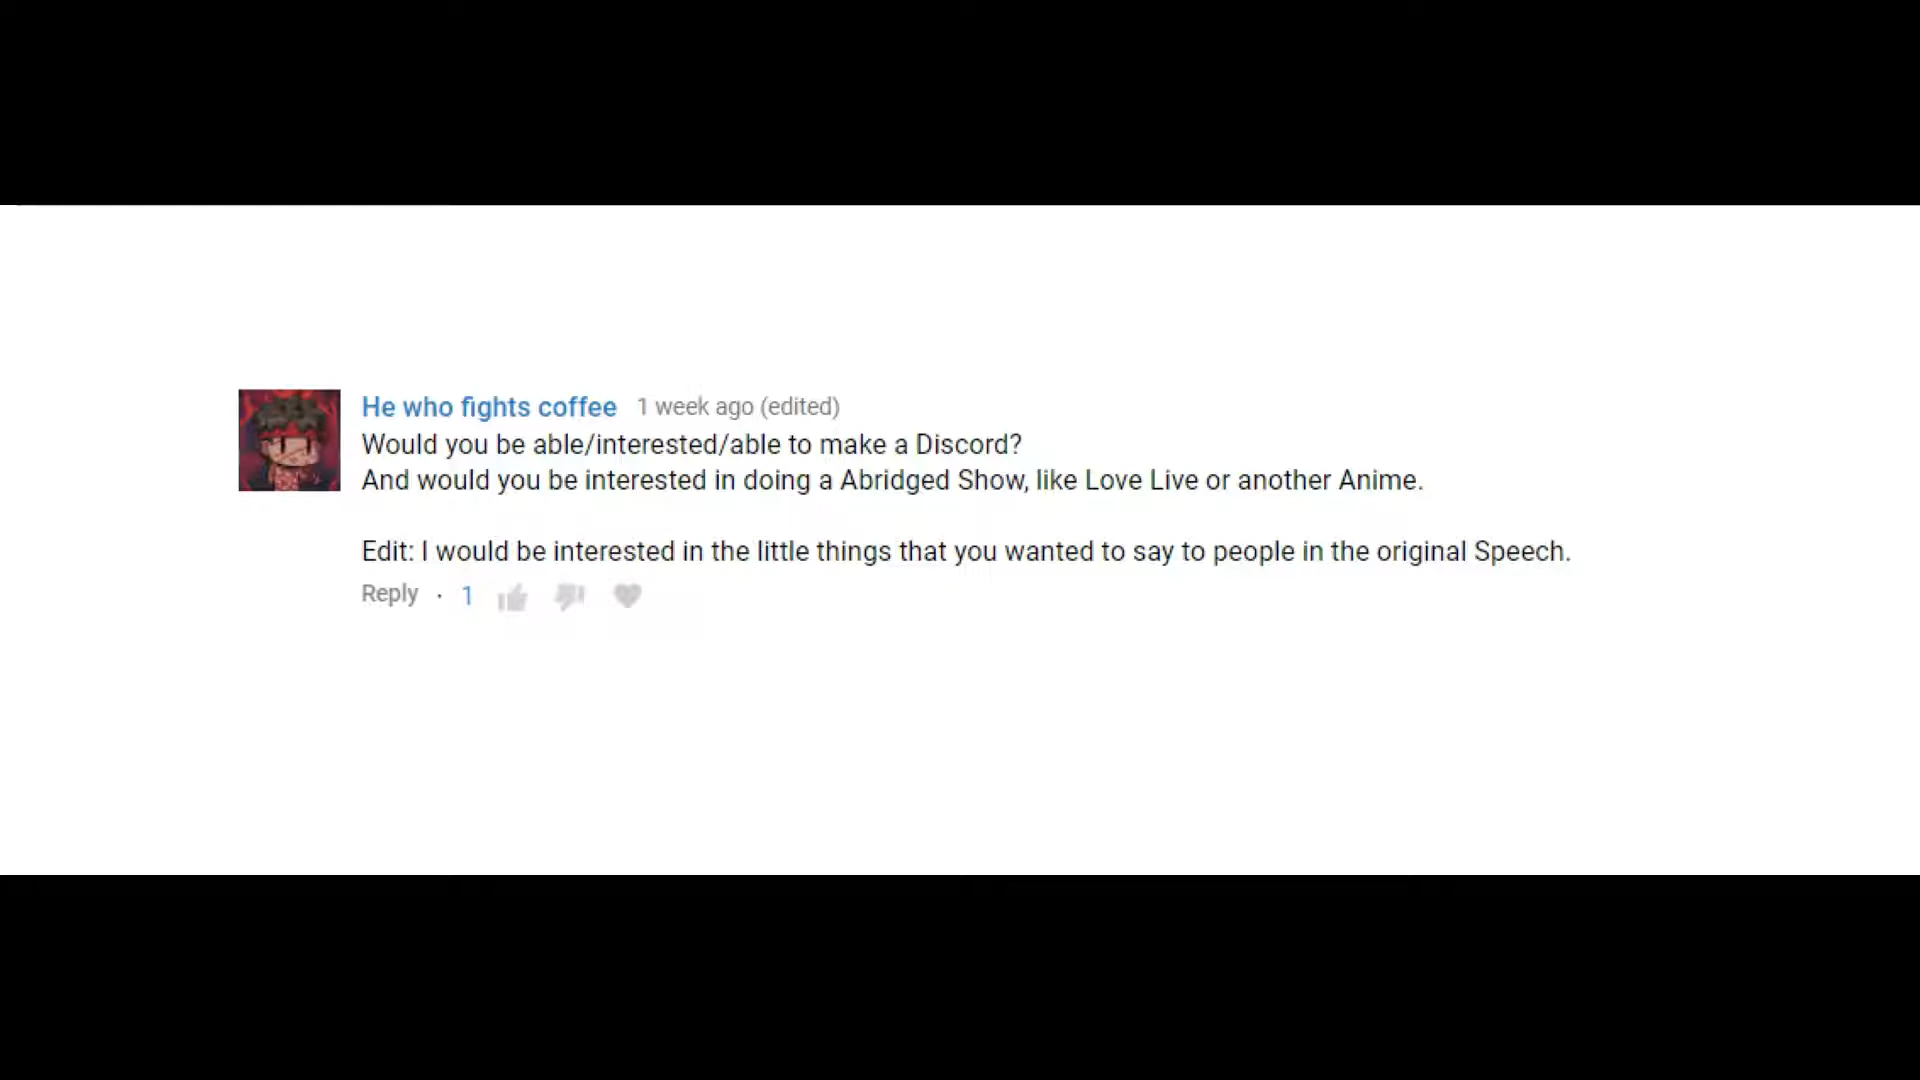 He who fights coffee 1 week ago (edited)
Would you be able/interested/able to make a Discord?
And would you be interested in doing a Abridged Show, like Love Live or another Anime.
Edit: I would be interested in the little things that you wanted to say to people in the original Speech.
Reply · 1